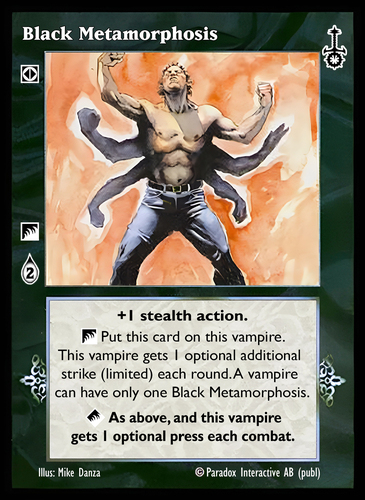 Black Metamorphosis
2
+1 stealth action.
Put this card on this vampire.
This vampire gets 1 optional additional
strike (limited) each round. A vampire
can have only one Black Metamorphosis.
As above, and this vampire
gets 1 optional press each combat.
Illus: Mike Danza
© Paradox Interactive AB (publ)